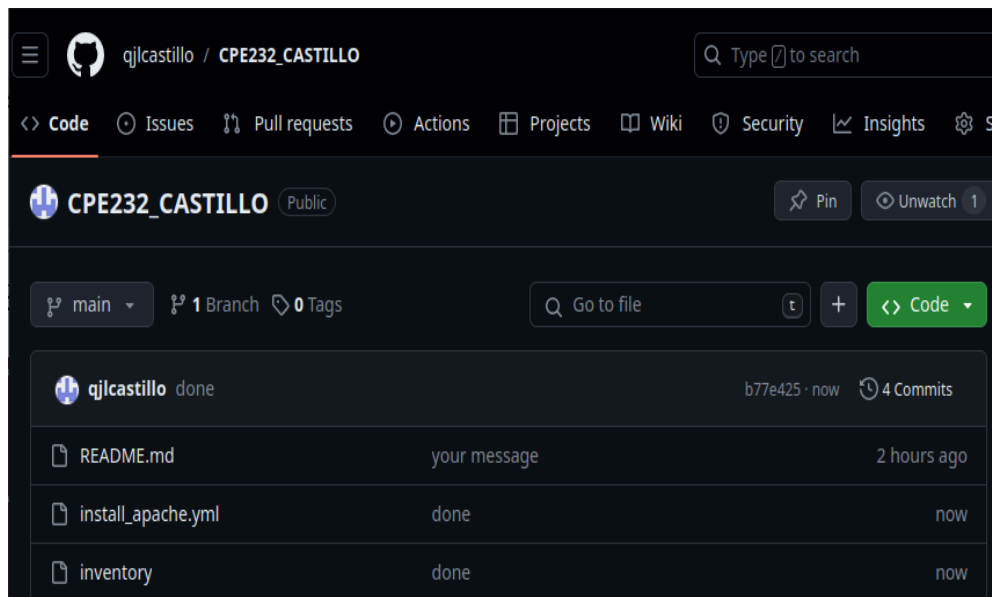 qjlcastillo / CPE232_CASTILLO Type / to search
Code Issues Pull requests Actions Projects Wiki Security Insights S
CPE232_CASTILLO Public Pin Unwatch 1
main 1 Branch 0 Tags Go to file t + Code
qjlcastillo done b77e425 · now 4 Commits
README.md your message 2 hours ago
install_apache.yml done now
inventory done now